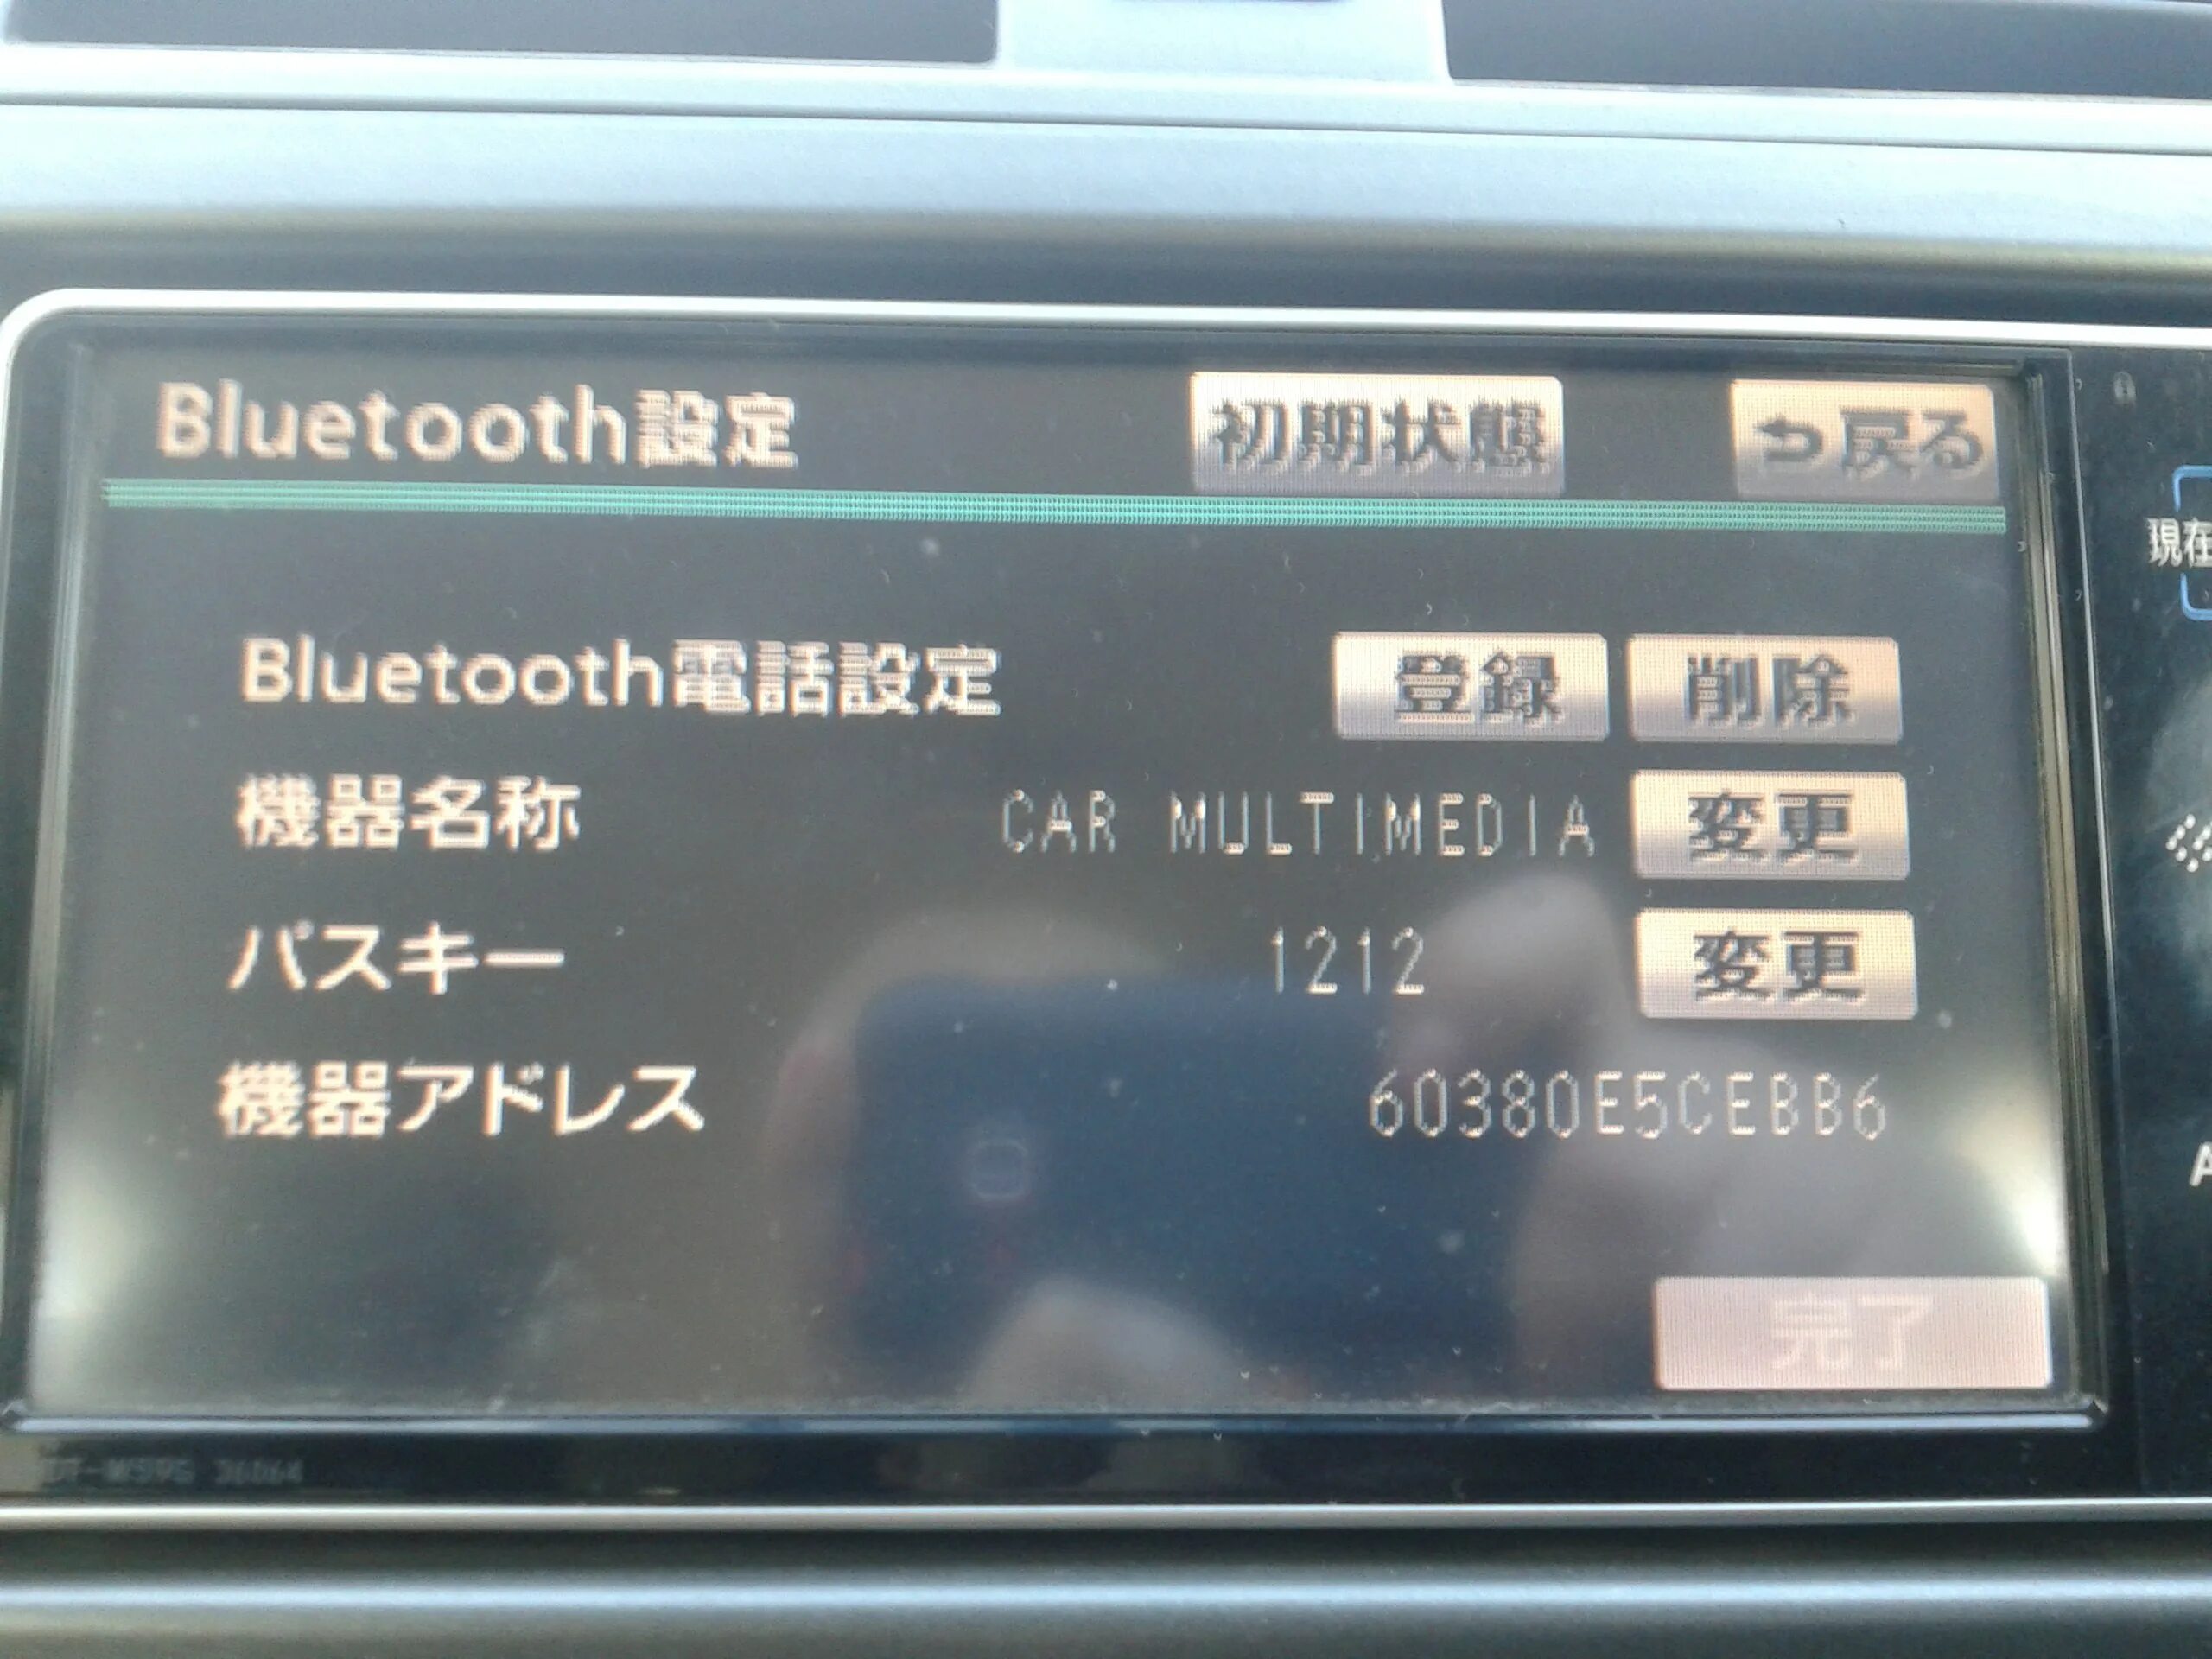 Bluetooth設定 初期状態 戻る
現在
Bluetooth電話設定 登録 削除
機器名称 CAR MULTIMEDIA 変更
パスキー 1212 変更
機器アドレス 60380E5CEBB6
完了